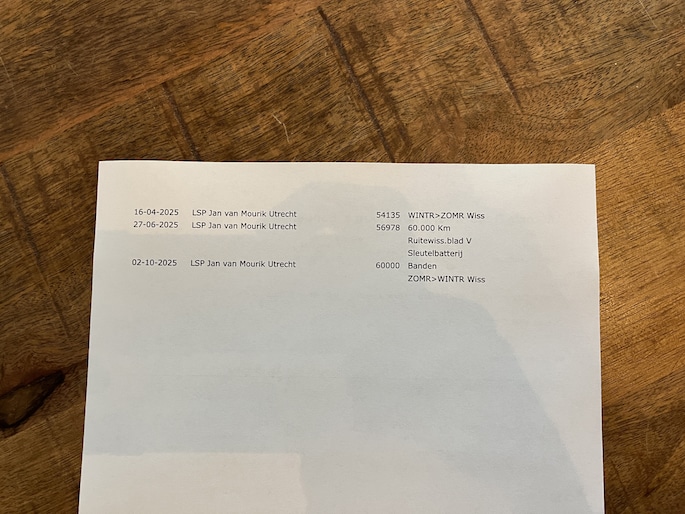 16-04-2025 LSP Jan van Mourik Utrecht 54135 WINTR>ZOMR Wiss
27-06-2025 LSP Jan van Mourik Utrecht 56978 60.000 Km
Ruitewiss.blad V
Sleutelbatterij
02-10-2025 LSP Jan van Mourik Utrecht 60000 Banden
ZOMR>WINTR Wiss